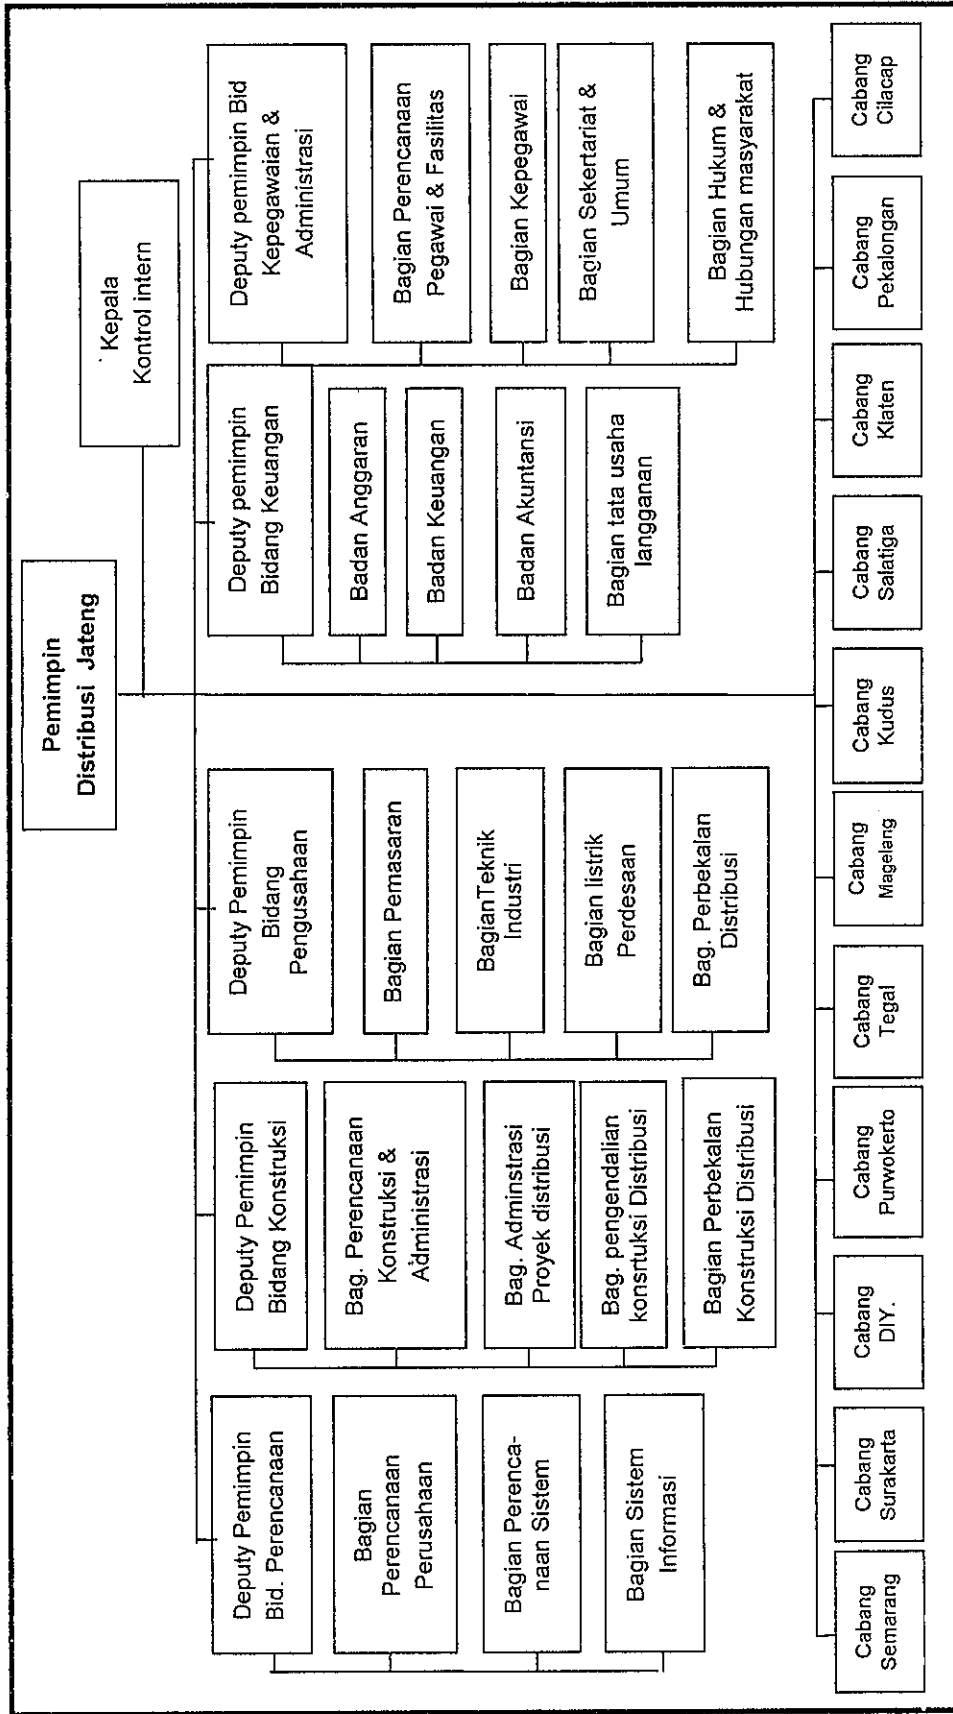 Pemimpin
Distribusi Jateng
Kepala
Kontrol intern
Deputy Pemimpin
Bid. Perencanaan
Bagian
Perencanaan
Perusahaan
Bagian Perenca-
naan Sistem
Bagian Sistem
Informasi
Deputy Pemimpin
Bidang Konstruksi
Bag. Perencanaan
Konstruksi &
Administrasi
Bag. Adminstrasi
Proyek distribusi
Bag. pengendalian
konsrtuksi Distribusi
Bagian Perbekalan
Konstruksi Distribusi
Deputy Pemimpin
Bidang
Pengusahaan
Bagian Pemasaran
BagianTeknik
Industri
Bagian listrik
Perdesaan
Bag. Perbekalan
Distribusi
Deputy pemimpin
Bidang Keuangan
Badan Anggaran
Badan Keuangan
Badan Akuntansi
Bagian tata usaha
langganan
Deputy pemimpin Bid
Kepegawaian &
Administrasi
Bagian Perencanaan
Pegawai & Fasilitas
Bagian Kepegawai
Bagian Sekertariat &
Umum
Bagian Hukum &
Hubungan masyarakat
Cabang
Semarang
Cabang
Surakarta
Cabang
DIY.
Cabang
Purwokerto
Cabang
Tegal
Cabang
Magelang
Cabang
Kudus
Cabang
Salatiga
Cabang
Klaten
Cabang
Pekalongan
Cabang
Cilacap